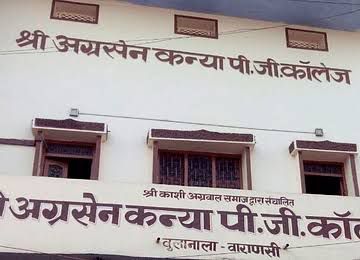 श्री अग्रसेन कन्या पी.जी.कॉलेज
श्री काशी अग्रवाल समाज द्वारा संचालित
अग्रसेन कन्या पी.जी.
वुलानाला - वाराणसी